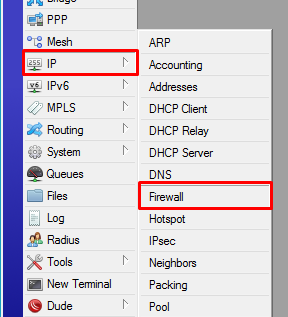 Bridge
PPP
Mesh
IP
IPv6
MPLS
Routing
System
Queues
Files
Log
Radius
Tools
New Terminal
Dude
ARP
Accounting
Addresses
DHCP Client
DHCP Relay
DHCP Server
DNS
Firewall
Hotspot
IPsec
Neighbors
Packing
Pool